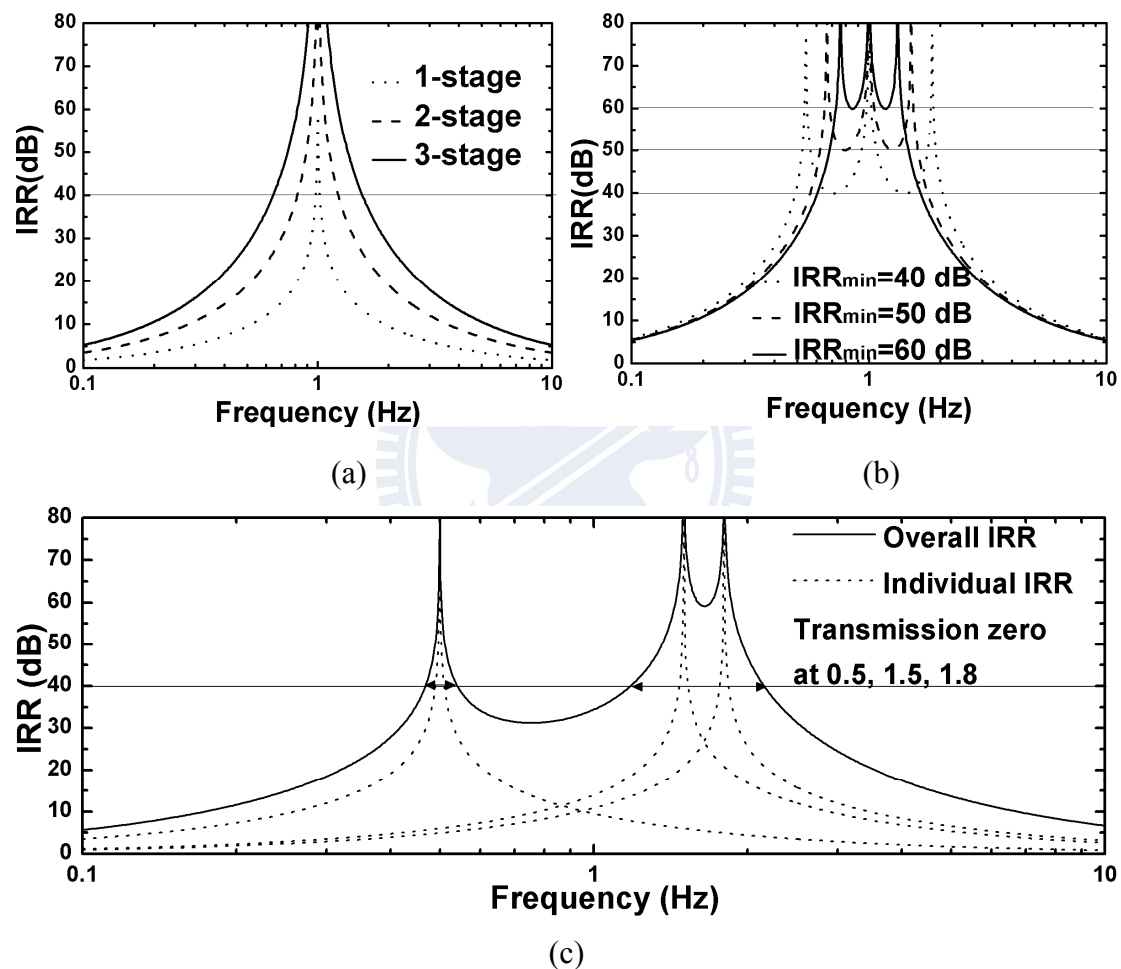 80
70
60
50
40
30
20
10
0
IRR(dB)
1-stage
2-stage
3-stage
0.1
1
10
Frequency (Hz)
(a)
80
70
60
50
40
30
20
10
0
IRR(dB)
IRRmin=40 dB
IRRmin=50 dB
IRRmin=60 dB
0.1
1
10
Frequency (Hz)
(b)
80
70
60
50
40
30
20
10
0
IRR (dB)
Overall IRR
Individual IRR
Transmission zero
at 0.5, 1.5, 1.8
0.1
1
10
Frequency (Hz)
(c)